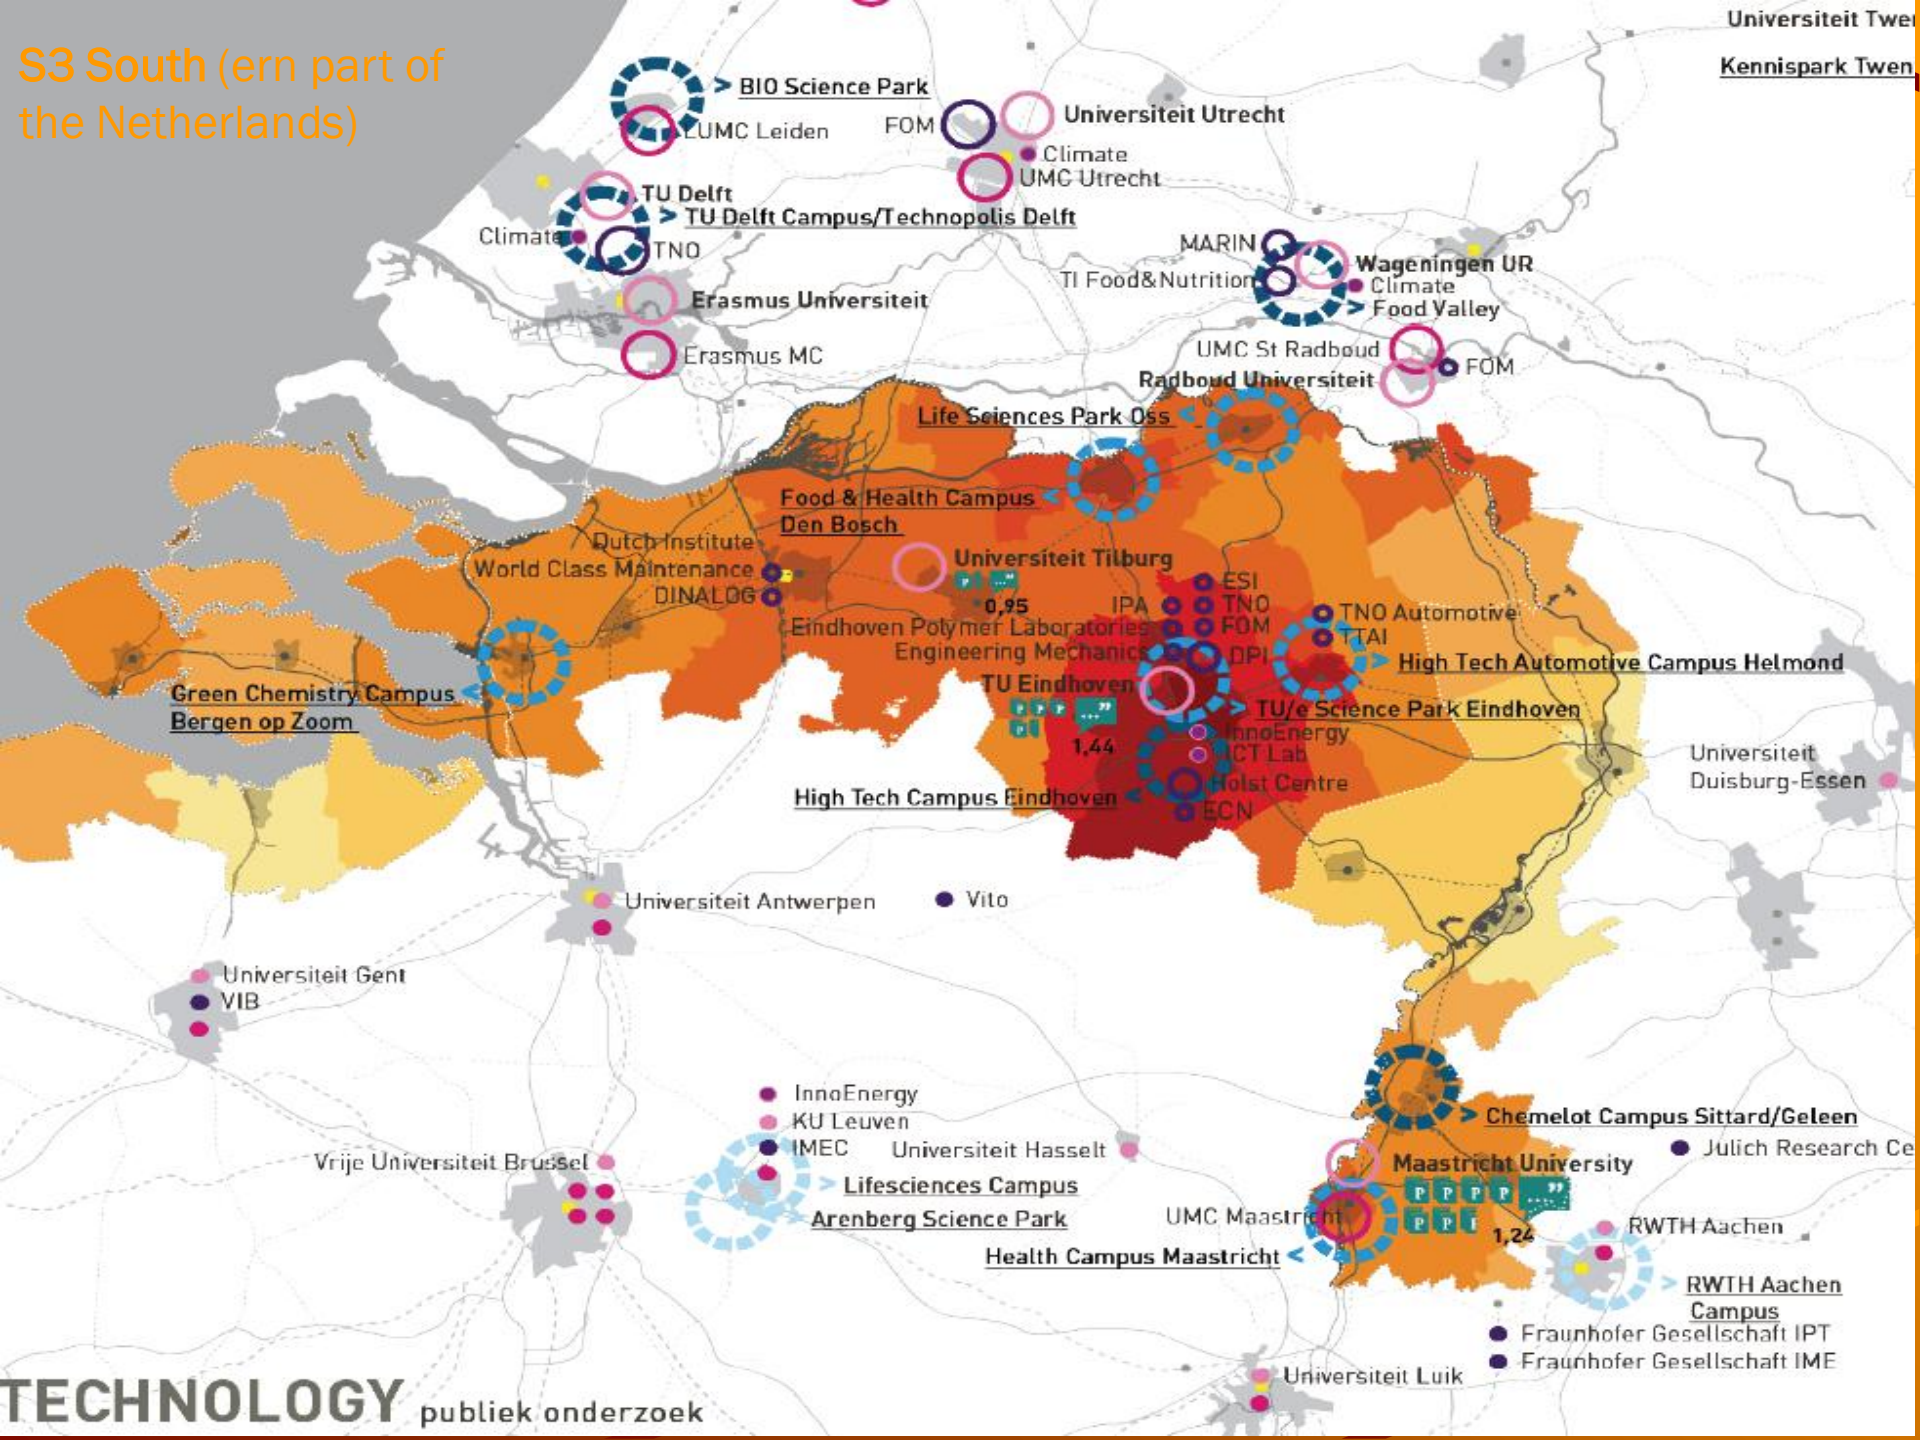 S3 South (ern part of
the Netherlands)
Universiteit Twe
Kennispark Twen
> BIO Science Park
LUMC Leiden
FOM
Universiteit Utrecht
Climate
UMC Utrecht
TU Delft
> TU Delft Campus/Technopolis Delft
Climate
TNO
MARIN
Wageningen UR
TI Food&Nutrition
Climate
> Food Valley
Erasmus Universiteit
Erasmus MC
UMC St Radboud
FOM
Radboud Universiteit
Life Sciences Park Oss <
Food & Health Campus <
Den Bosch
Dutch Institute
World Class Maintenance
DINALOG
Universiteit Tilburg
P ..."
0,95
ESI
IPA
TNO
Eindhoven Polymer Laboratories
FOM
Engineering Mechanics
DPI
TNO Automotive
TTAI
> High Tech Automotive Campus Helmond
Green Chemistry Campus <
Bergen op Zoom
TU Eindhoven
> TU/e Science Park Eindhoven
P P P ..."
P
1,44
InnoEnergy
ICT Lab
Holst Centre
High Tech Campus Eindhoven <
ECN
Universiteit
Duisburg-Essen
Universiteit Antwerpen
Vito
Universiteit Gent
VIB
InnoEnergy
KU Leuven
IMEC
Universiteit Hasselt
Vrije Universiteit Brussel
> Lifesciences Campus
Arenberg Science Park
> Chemelot Campus Sittard/Geleen
Julich Research Ce
Maastricht University
P P P P ....."
P P P
1,24
UMC Maastricht
Health Campus Maastricht <
RWTH Aachen
> RWTH Aachen
Campus
Fraunhofer Gesellschaft IPT
Fraunhofer Gesellschaft IME
Universiteit Luik
TECHNOLOGY publiek onderzoek